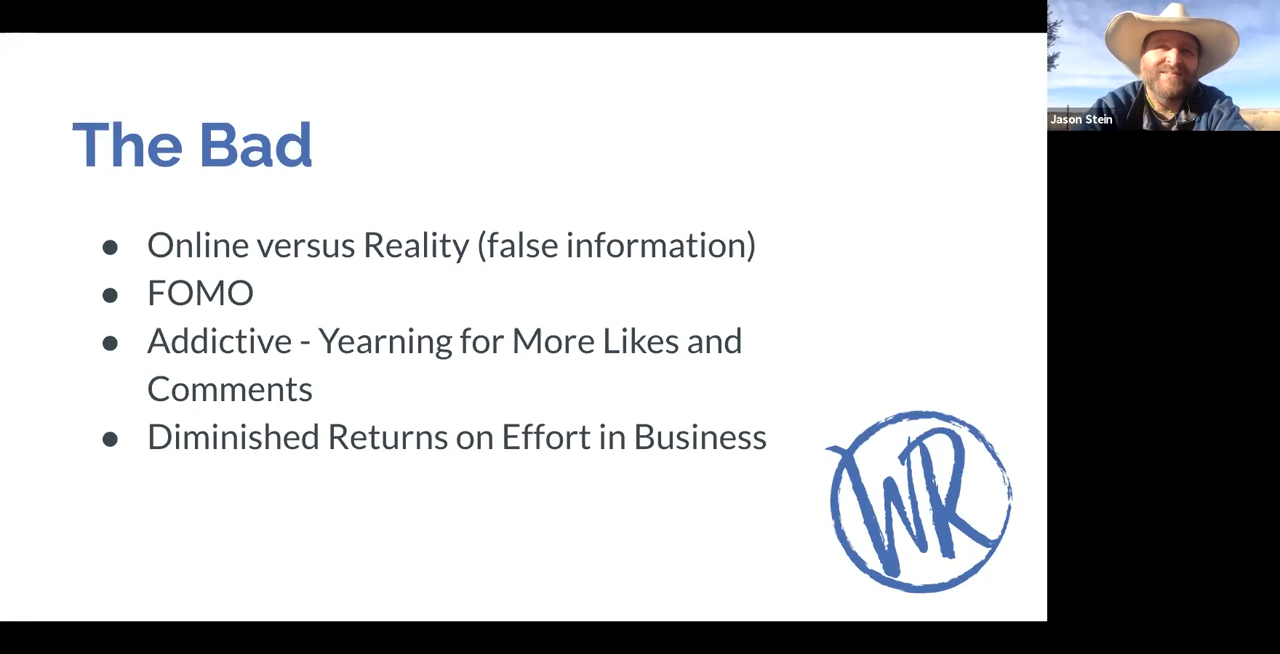 The Bad
● Online versus Reality (false information)
● FOMO
● Addictive - Yearning for More Likes and
Comments
● Diminished Returns on Effort in Business
WR
Jason Stein